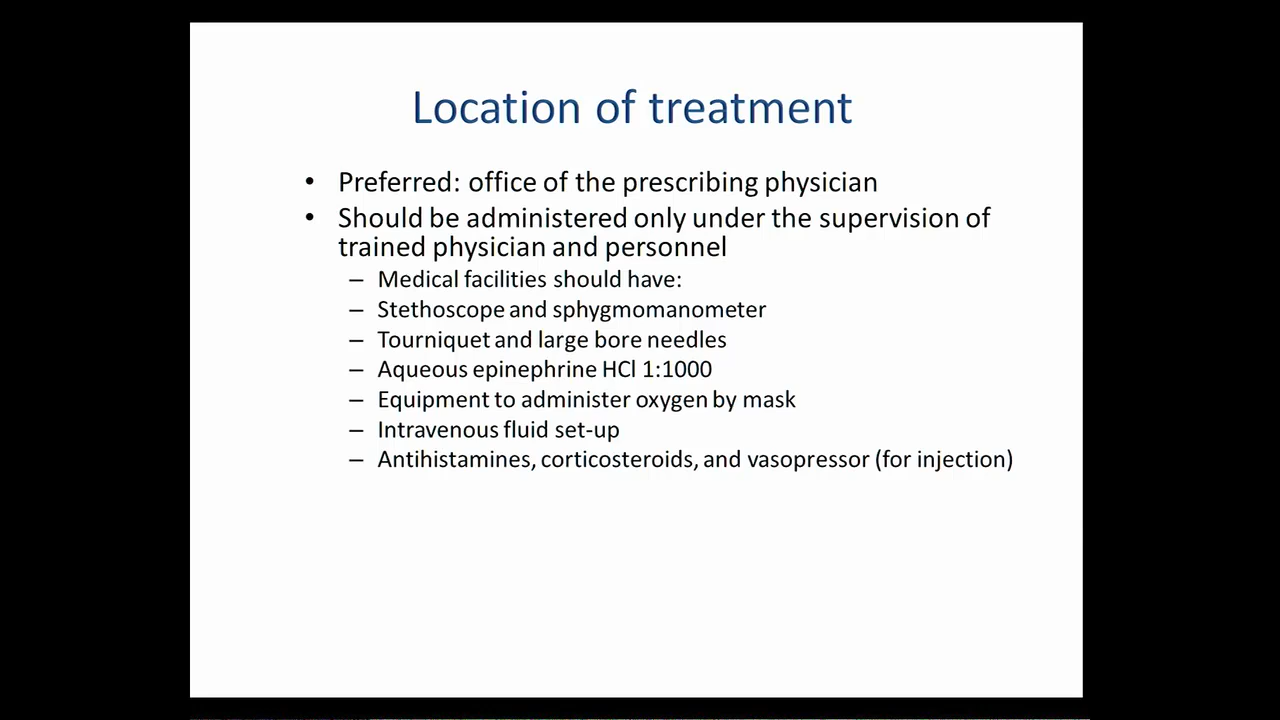 Location of treatment
• Preferred: office of the prescribing physician
• Should be administered only under the supervision of
trained physician and personnel
– Medical facilities should have:
– Stethoscope and sphygmomanometer
– Tourniquet and large bore needles
– Aqueous epinephrine HCl 1:1000
– Equipment to administer oxygen by mask
– Intravenous fluid set-up
– Antihistamines, corticosteroids, and vasopressor (for injection)